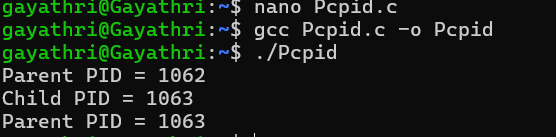 gayathri@Gayathri:~$ nano Pcpid.c
gayathri@Gayathri:~$ gcc Pcpid.c -o Pcpid
gayathri@Gayathri:~$ ./Pcpid
Parent PID = 1062
Child PID = 1063
Parent PID = 1063